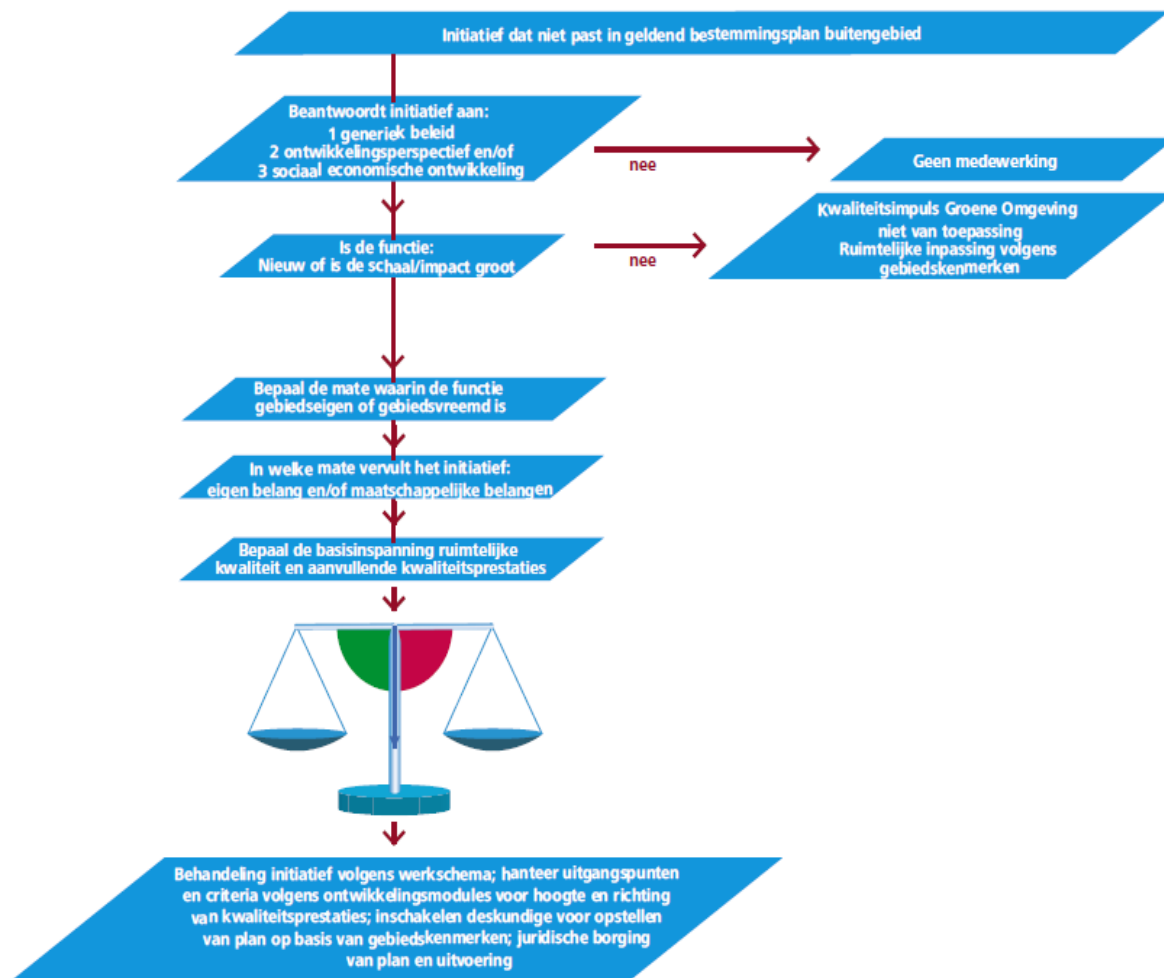 Initiatief dat niet past in geldend bestemmingsplan buitengebied
Beantwoordt initiatief aan:
1 generiek beleid
2 ontwikkelingsperspectief en/of
3 sociaal economische ontwikkeling
nee
Geen medewerking
Is de functie:
Nieuw of is de schaal/impact groot
nee
Kwaliteitsimpuls Groene Omgeving
niet van toepassing
Ruimtelijke inpassing volgens
gebiedskenmerken
Bepaal de mate waarin de functie
gebiedseigen of gebiedsvreemd is
In welke mate vervult het initiatief:
eigen belang en/of maatschappelijke belangen
Bepaal de basisinspanning ruimtelijke
kwaliteit en aanvullende kwaliteitsprestaties
Behandeling initiatief volgens werkschema; hanteer uitgangspunten
en criteria volgens ontwikkelingsmodules voor hoogte en richting
van kwaliteitsprestaties; inschakelen deskundige voor opstellen
van plan op basis van gebiedskenmerken; juridische borging
van plan en uitvoering